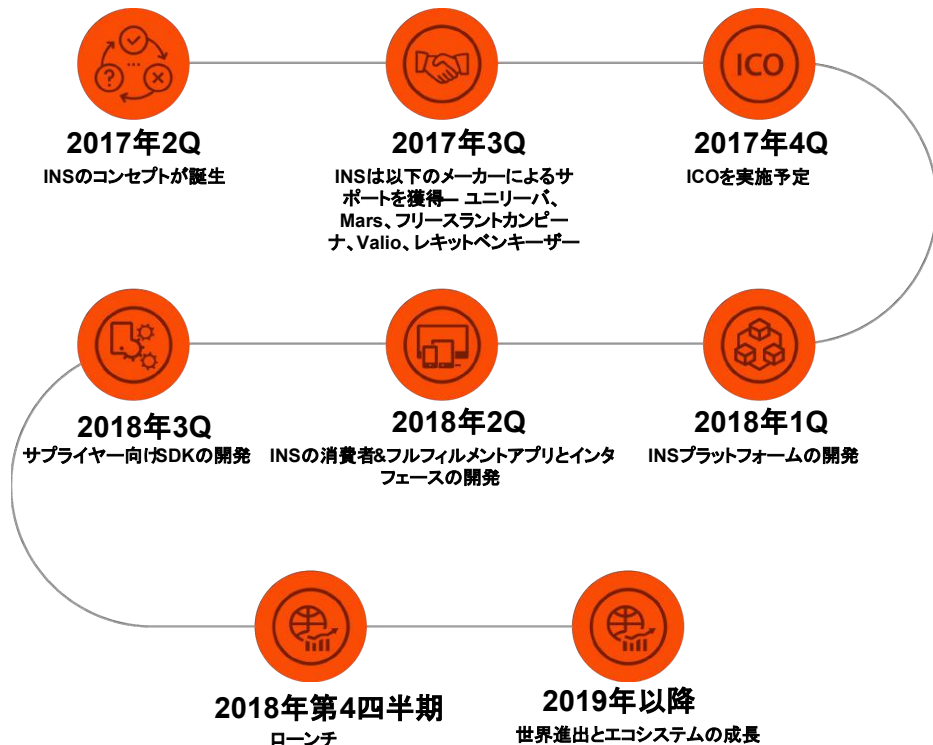 ICO
2017年2Q
INSのコンセプトが誕生
2017年3Q
INSは以下のメーカーによるサ
ポートを獲得— ユニリーバ、
Mars、フリースラントカンピー
ナ、Valio、レキットベンキーザー
2017年4Q
ICOを実施予定
2018年3Q
サプライヤー向けSDKの開発
2018年2Q
INSの消費者&フルフィルメントアプリとインタ
フェースの開発
2018年1Q
INSプラットフォームの開発
2018年第4四半期
ローンチ
2019年以降
世界進出とエコシステムの成長